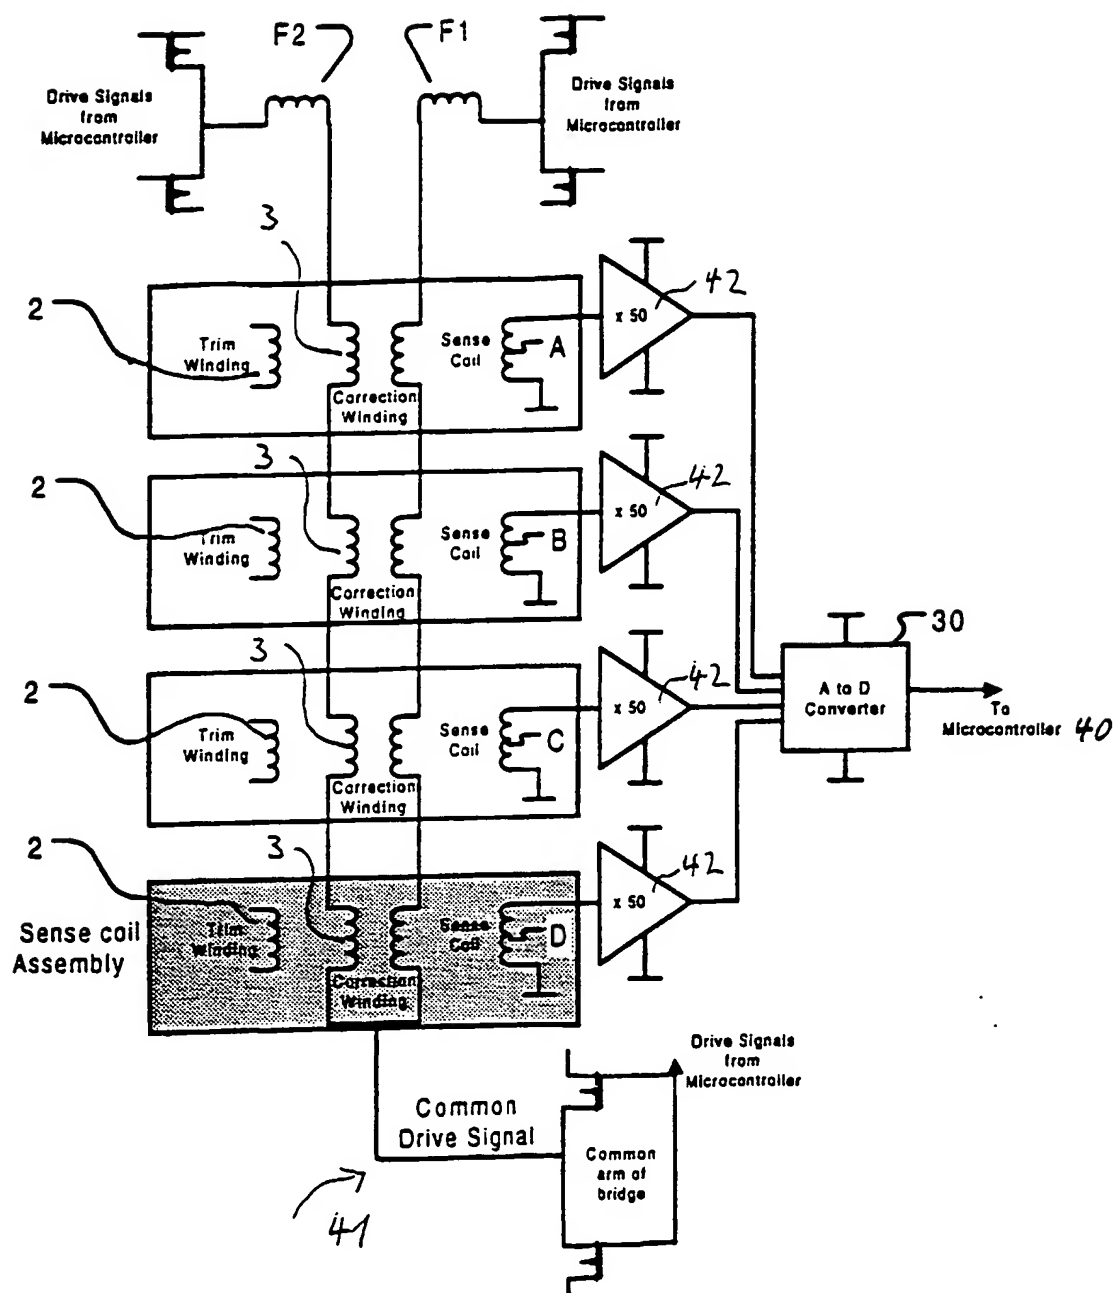 F2
F1
Drive Signals
from
Microcontroller
Drive Signals
from
Microcontroller
3
2
Trim
Winding
Correction
Winding
Sense
Coil
A
x 50
42
3
2
Trim
Winding
Correction
Winding
Sense
Coil
B
x 50
42
30
A to D
Converter
To
Microcontroller 40
3
2
Trim
Winding
Correction
Winding
Sense
Coil
C
x 50
42
3
2
Sense coil
Assembly
Trim
Winding
Correction
Winding
Sense
Coil
D
x 50
42
Drive Signals
from
Microcontroller
Common
Drive Signal
Common
arm of
bridge
41